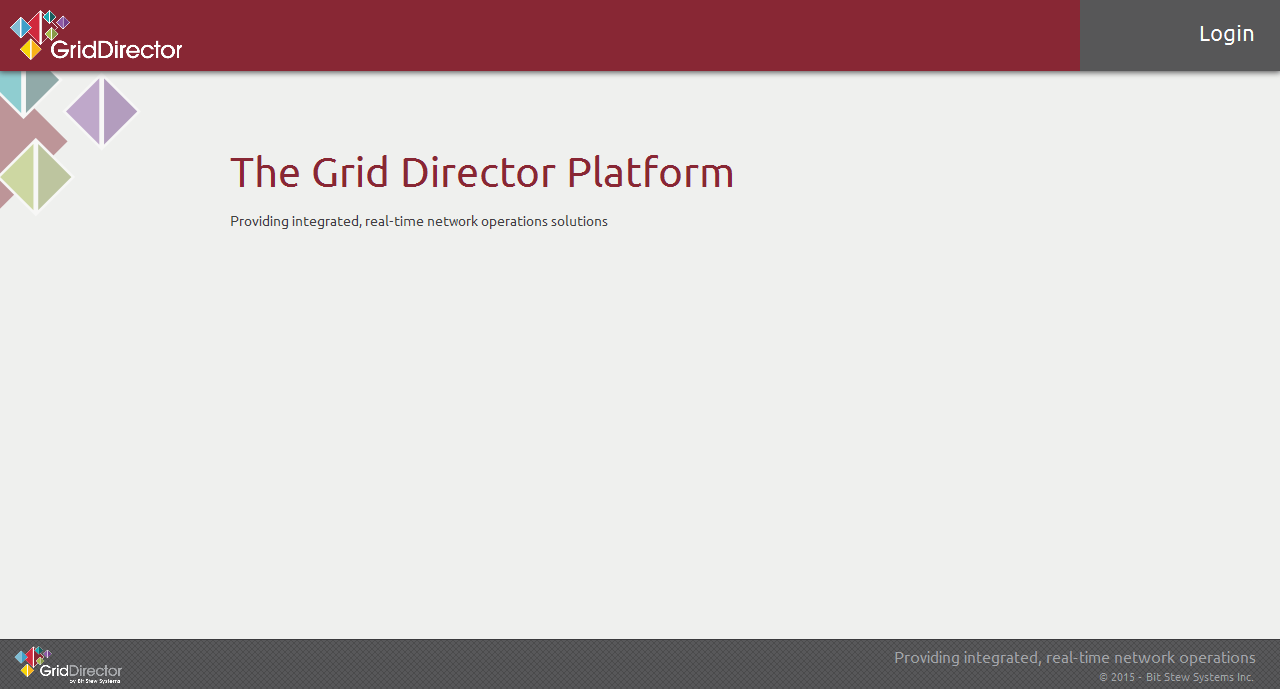 GridDirector
Login
The Grid Director Platform
Providing integrated, real-time network operations solutions
GridDirector
by Bit Stew Systems
Providing integrated, real-time network operations
© 2015 - Bit Stew Systems Inc.